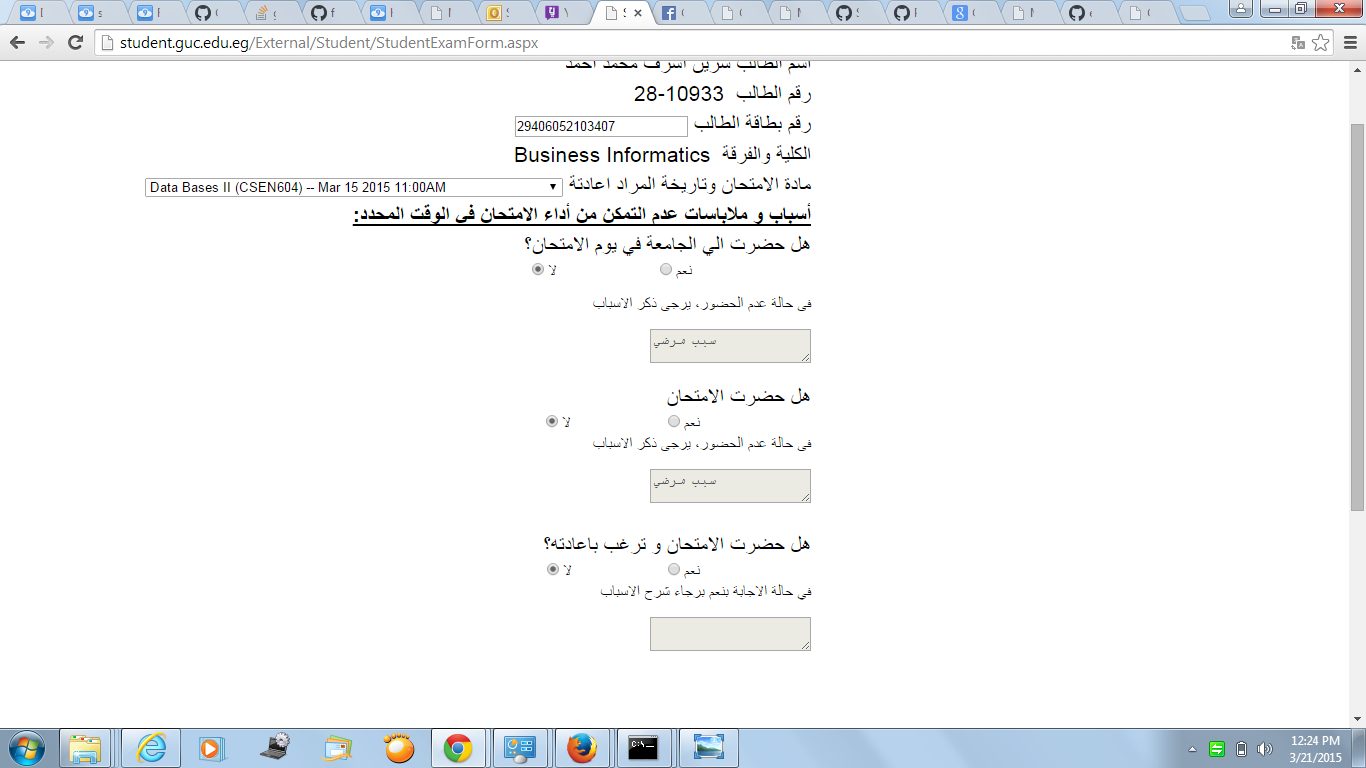 student.guc.edu.eg/External/Student/StudentExamForm.aspx
اسم الطالب شرين اشرف محمد احمد
رقم الطالب 28-10933
رقم بطاقة الطالب 29406052103407
الكلية والفرقة Business Informatics
مادة الامتحان وتاريخة المراد اعادتة Data Bases II (CSEN604) -- Mar 15 2015 11:00AM
أسباب و ملابسات عدم التمكن من أداء الامتحان في الوقت المحدد:
هل حضرت الي الجامعة في يوم الامتحان؟
نعم لا
فى حالة عدم الحضور، يرجى ذكر الاسباب
سبب مرضي
هل حضرت الامتحان
نعم لا
فى حالة عدم الحضور، يرجى ذكر الاسباب
سبب مرضي
هل حضرت الامتحان و ترغب باعادته؟
نعم لا
في حالة الاجابة بنعم برجاء شرح الاسباب
12:24 PM
3/21/2015